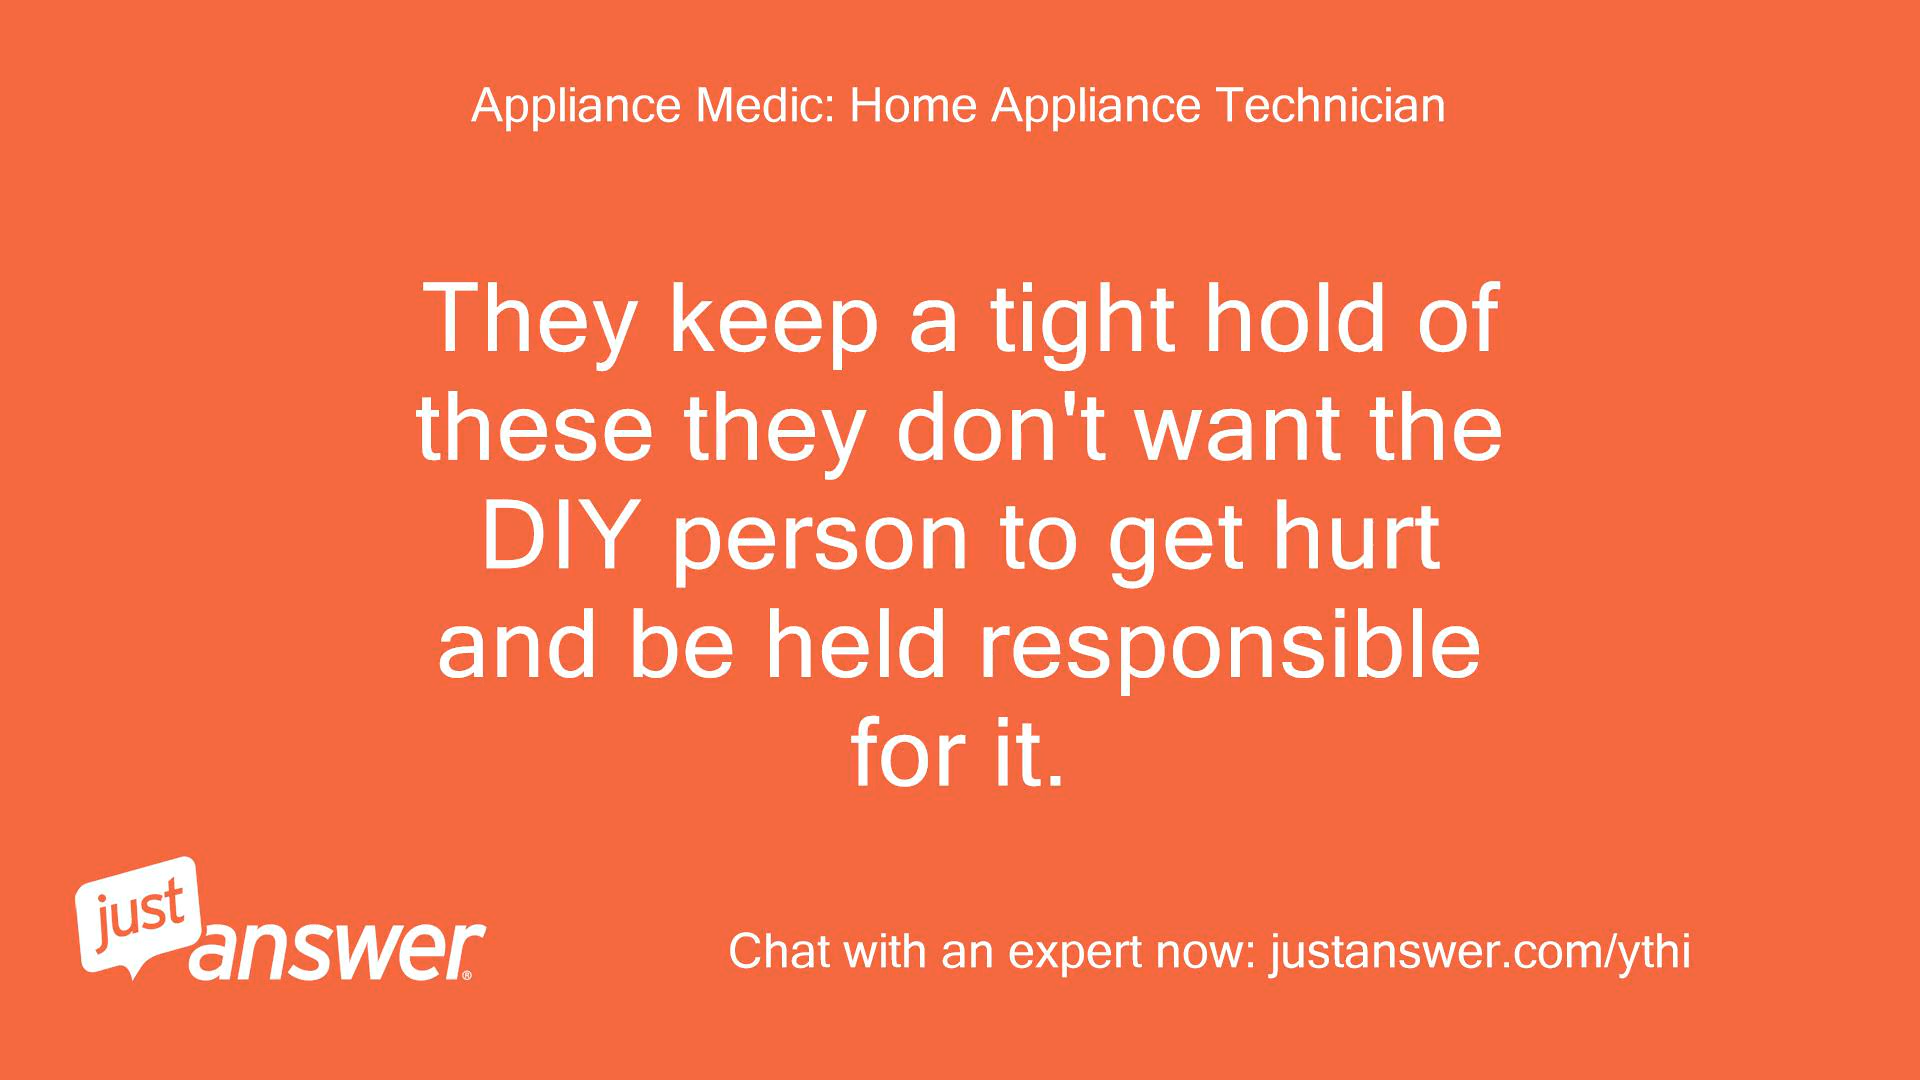 Appliance Medic: Home Appliance Technician
They keep a tight hold of
these they don't want the
DIY person to get hurt
and be held responsible
for it.
just
answer®
Chat with an expert now: justanswer.com/ythi